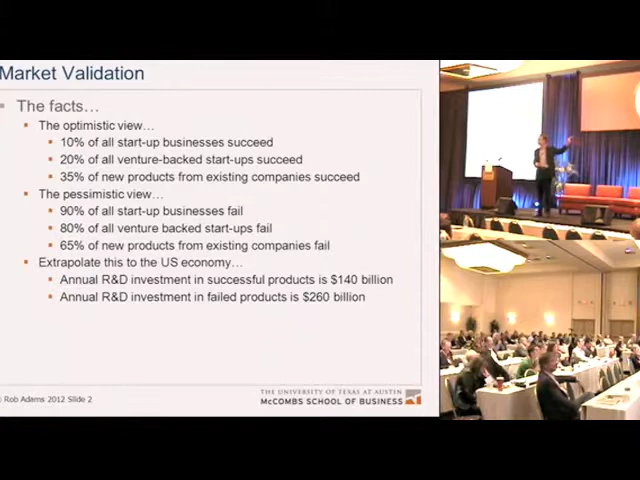 Market Validation
The facts…
The optimistic view…
10% of all start-up businesses succeed
20% of all venture-backed start-ups succeed
35% of new products from existing companies succeed
The pessimistic view…
90% of all start-up businesses fail
80% of all venture backed start-ups fail
65% of new products from existing companies fail
Extrapolate this to the US economy…
Annual R&D investment in successful products is $140 billion
Annual R&D investment in failed products is $260 billion
Rob Adams 2012 Slide 2
THE UNIVERSITY OF TEXAS AT AUSTIN
McCOMBS SCHOOL OF BUSINESS